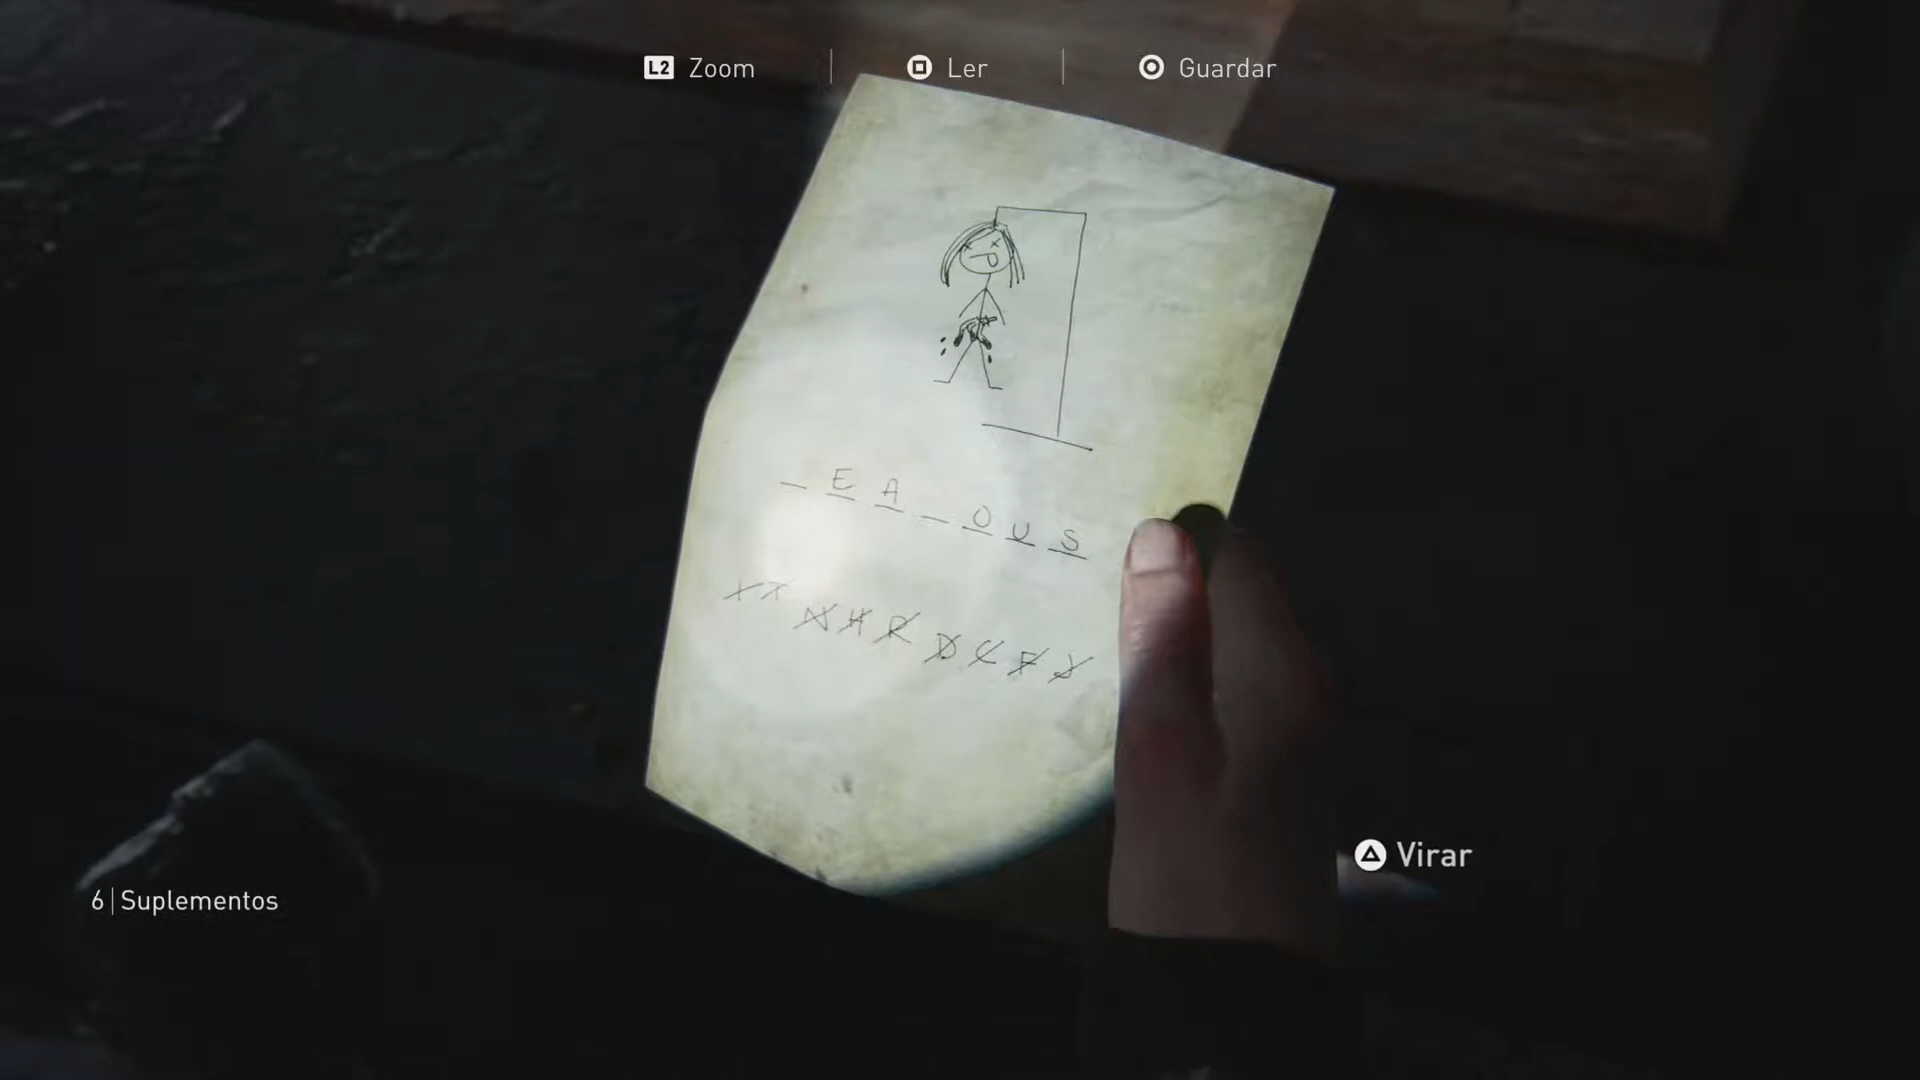 L2 Zoom | Ler | Guardar
_ E A _ O U S
N H R D C F J
Virar
6 | Suplementos